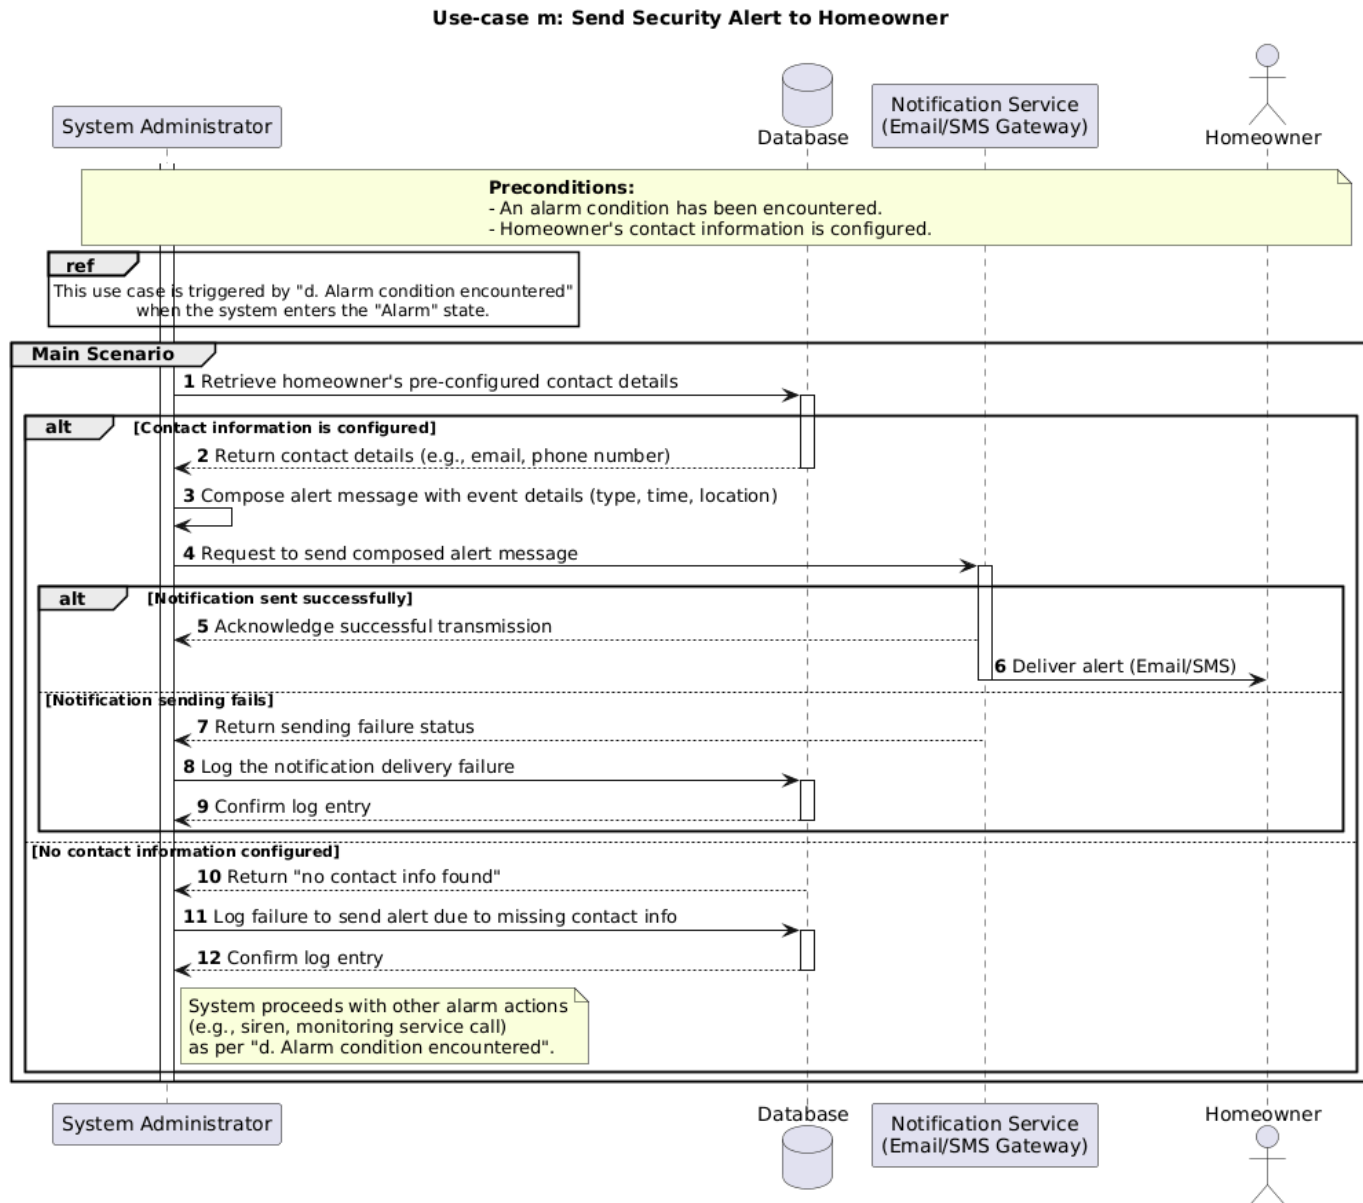 Use-case m: Send Security Alert to Homeowner
System Administrator
Database
Notification Service
(Email/SMS Gateway)
Homeowner
Preconditions:
- An alarm condition has been encountered.
- Homeowner's contact information is configured.
ref
This use case is triggered by "d. Alarm condition encountered"
when the system enters the "Alarm" state.
Main Scenario
1 Retrieve homeowner's pre-configured contact details
alt [Contact information is configured]
2 Return contact details (e.g., email, phone number)
3 Compose alert message with event details (type, time, location)
4 Request to send composed alert message
alt [Notification sent successfully]
5 Acknowledge successful transmission
6 Deliver alert (Email/SMS)
[Notification sending fails]
7 Return sending failure status
8 Log the notification delivery failure
9 Confirm log entry
[No contact information configured]
10 Return "no contact info found"
11 Log failure to send alert due to missing contact info
12 Confirm log entry
System proceeds with other alarm actions
(e.g., siren, monitoring service call)
as per "d. Alarm condition encountered".
System Administrator
Database
Notification Service
(Email/SMS Gateway)
Homeowner